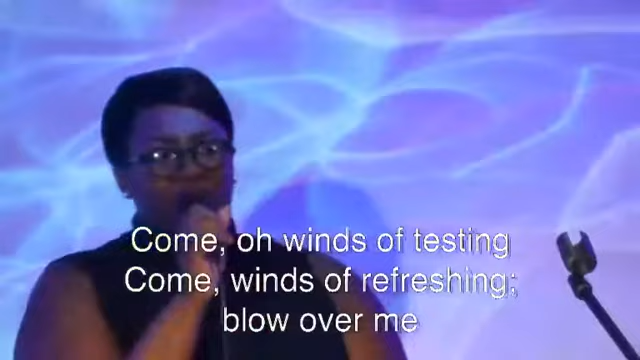 Come, oh winds of testing
Come, winds of refreshing;
blow over me